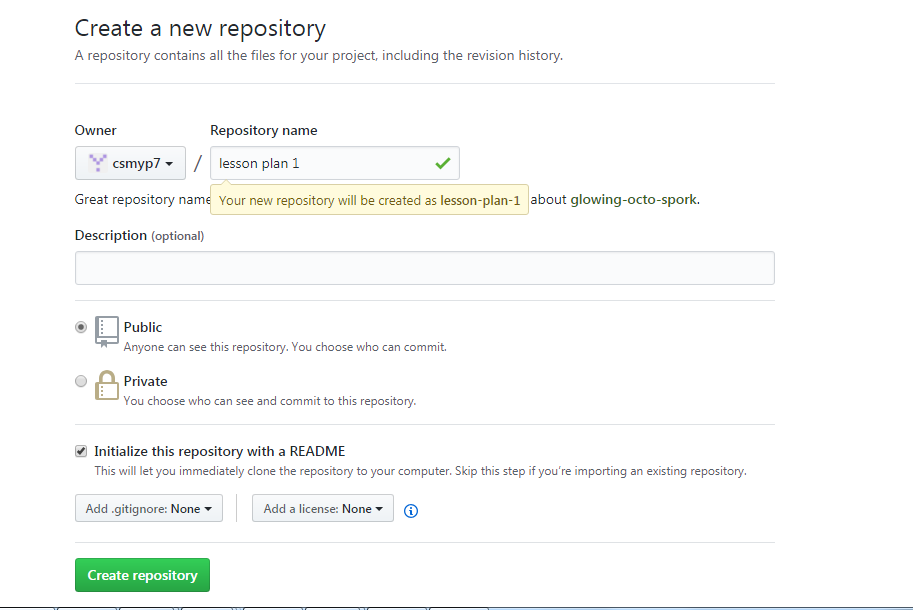 Create a new repository
A repository contains all the files for your project, including the revision history.
Owner Repository name
csmyp7 / lesson plan 1
Great repository name Your new repository will be created as lesson-plan-1 about glowing-octo-spork.
Description (optional)
Public
Anyone can see this repository. You choose who can commit.
Private
You choose who can see and commit to this repository.
Initialize this repository with a README
This will let you immediately clone the repository to your computer. Skip this step if you’re importing an existing repository.
Add .gitignore: None Add a license: None
Create repository